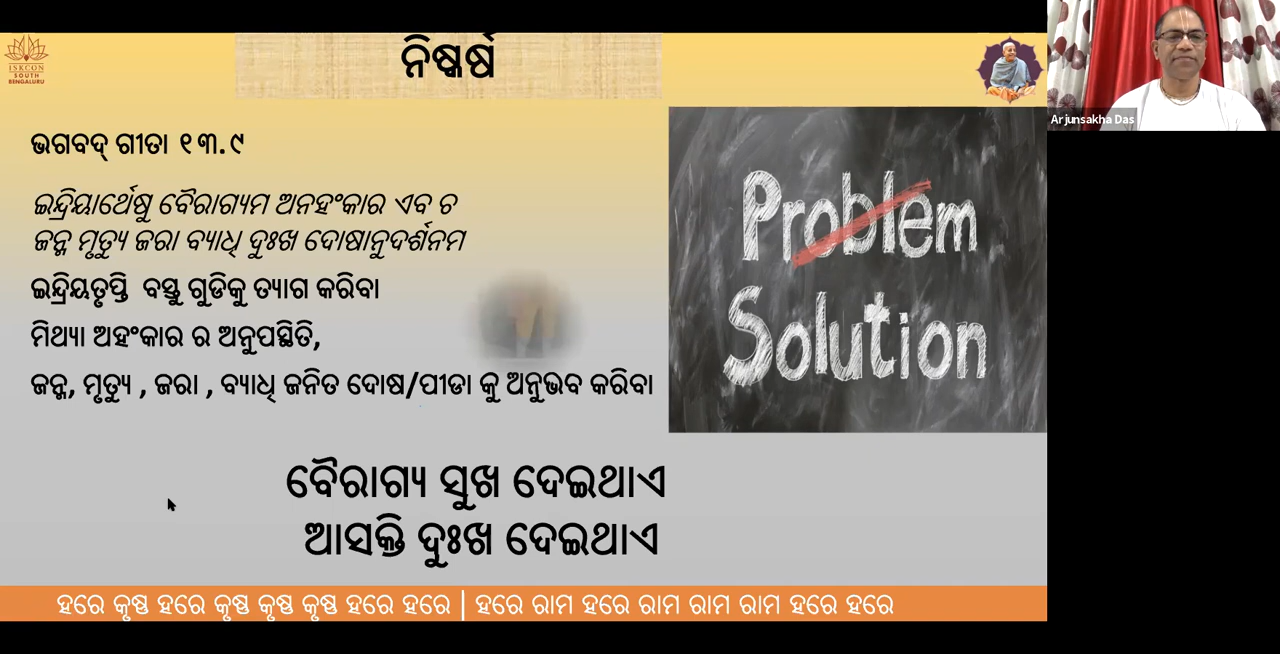 ନିଷ୍କର୍ଷ
ISKCON
SOUTH
BENGALURU
ଭଗବଦ୍ ଗୀତା ୧୩.୯
ଇନ୍ଦ୍ରିୟାର୍ଥେଷୁ ବୈରାଗ୍ୟମ ଅନହଂକାର ଏବ ଚ
ଜନ୍ମ ମୃତ୍ୟୁ ଜରା ବ୍ୟାଧି ଦୁଃଖ ଦୋଷାନୁଦର୍ଶନମ
ଇନ୍ଦ୍ରିୟତୃପ୍ତି ବସ୍ତୁ ଗୁଡିକୁ ତ୍ୟାଗ କରିବା
ମିଥ୍ୟା ଅହଂକାର ର ଅନୁପସ୍ଥିତି,
ଜନ୍ମ, ମୃତ୍ୟୁ , ଜରା , ବ୍ୟାଧି ଜନିତ ଦୋଷ/ପୀଡା କୁ ଅନୁଭବ କରିବା
Problem
Solution
ବୈରାଗ୍ୟ ସୁଖ ଦେଇଥାଏ
ଆସକ୍ତି ଦୁଃଖ ଦେଇଥାଏ
ହରେ କୃଷ୍ଣ ହରେ କୃଷ୍ଣ କୃଷ୍ଣ କୃଷ୍ଣ ହରେ ହରେ | ହରେ ରାମ ହରେ ରାମ ରାମ ରାମ ହରେ ହରେ
Arjunsakha Das